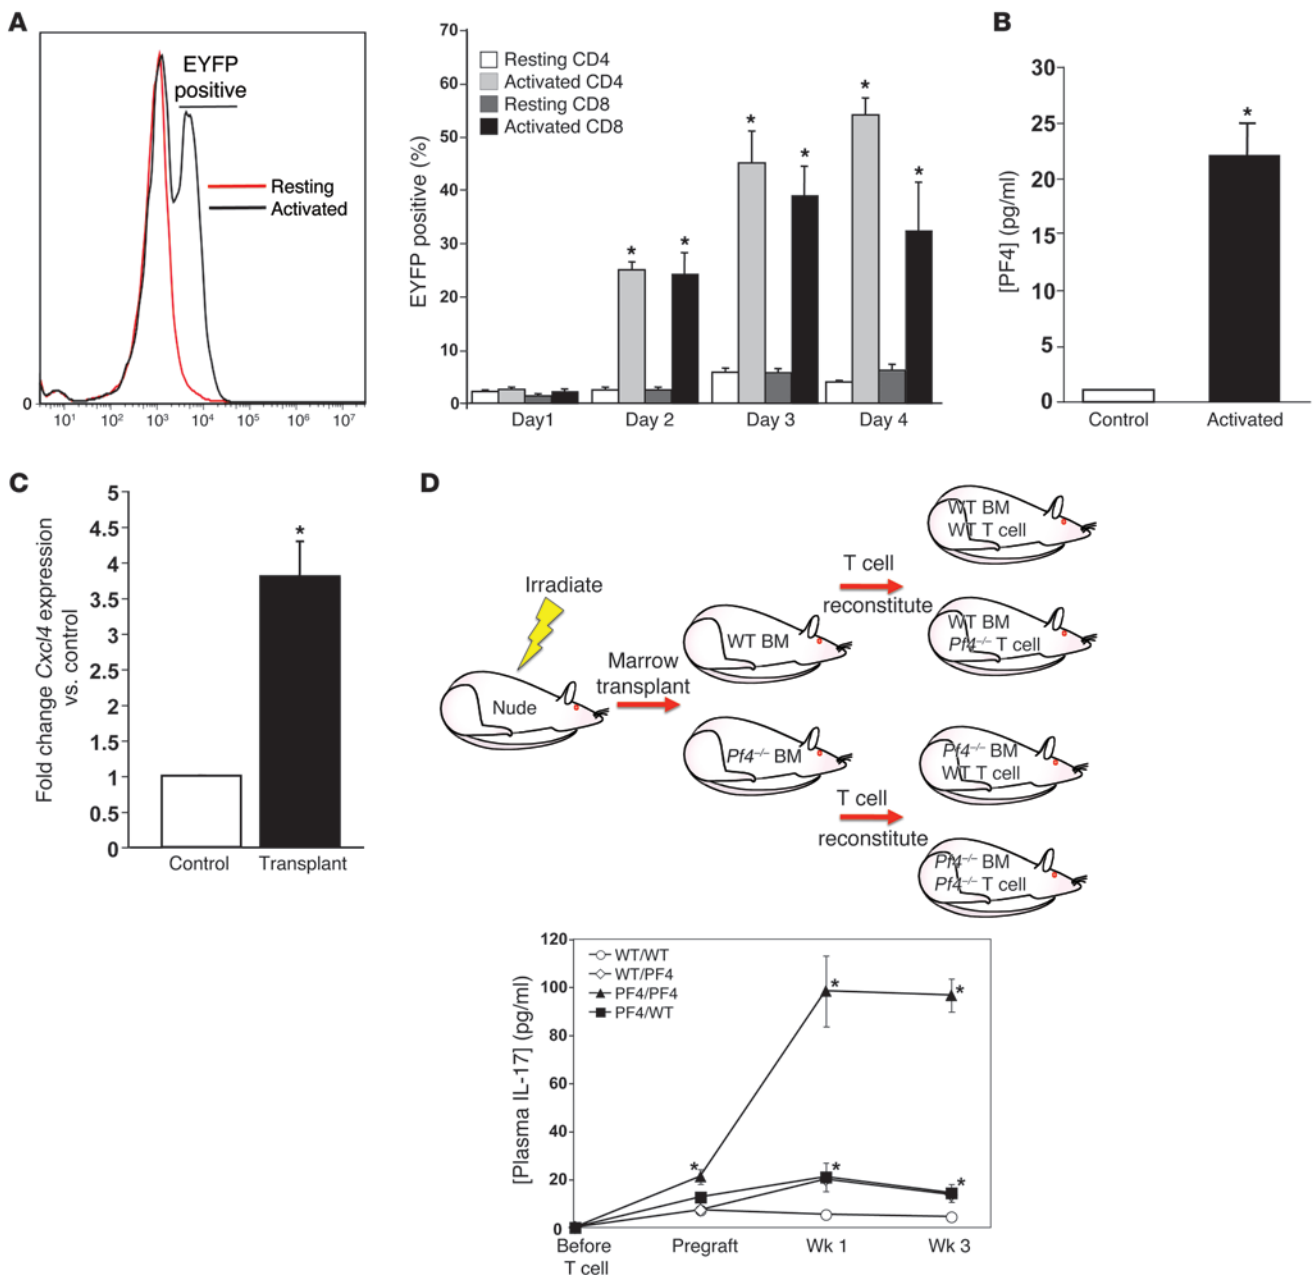 A
EYFP
positive
Resting
Activated
0
10¹ 10² 10³ 10⁴ 10⁵ 10⁶ 10⁷
EYFP positive (%)
70
60
50
40
30
20
10
0
Resting CD4
Activated CD4
Resting CD8
Activated CD8
* * * * * *
Day1 Day 2 Day 3 Day 4
B
[PF4] (pg/ml)
30
25
20
15
10
5
0
*
Control Activated
C
Fold change Cxcl4 expression
vs. control
5
4.5
4
3.5
3
2.5
2
1.5
1
0.5
0
*
Control Transplant
D
Irradiate
Nude
Marrow
transplant
WT BM
Pf4⁻/⁻ BM
T cell
reconstitute
T cell
reconstitute
WT BM
WT T cell
WT BM
Pf4⁻/⁻ T cell
Pf4⁻/⁻ BM
WT T cell
Pf4⁻/⁻ BM
Pf4⁻/⁻ T cell
[Plasma IL-17] (pg/ml)
120
100
80
60
40
20
0
WT/WT
WT/PF4
PF4/PF4
PF4/WT
* * * * *
Before
T cell
Pregraft
Wk 1
Wk 3